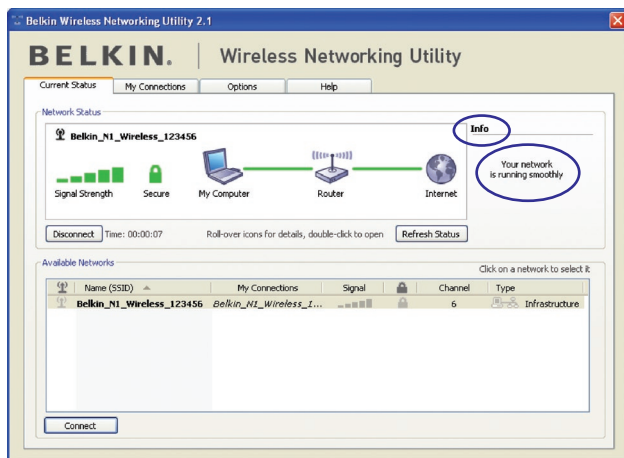 Belkin Wireless Networking Utility 2.1
BELKIN. | Wireless Networking Utility
Current Status My Connections Options Help
Network Status
Belkin_N1_Wireless_123456
Info
Your network
is running smoothly
Signal Strength Secure My Computer Router Internet
Disconnect Time: 00:00:07 Roll-over icons for details, double-click to open Refresh Status
Available Networks
Click on a network to select it
Name (SSID) My Connections Signal Channel Type
Belkin_N1_Wireless_123456 Belkin_N1_Wireless_1... 6 Infrastructure
Connect